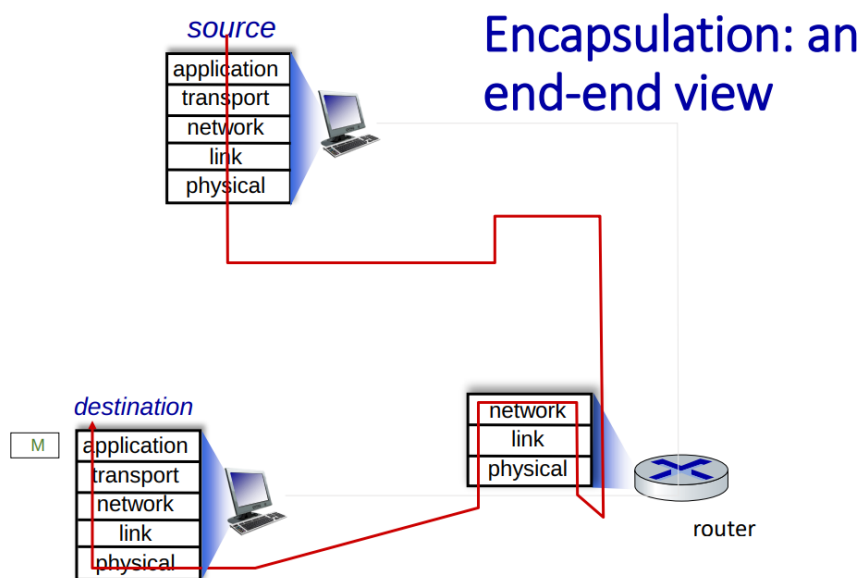 source
Encapsulation: an
end-end view
application
transport
network
link
physical
destination
M
application
transport
network
link
physical
network
link
physical
router